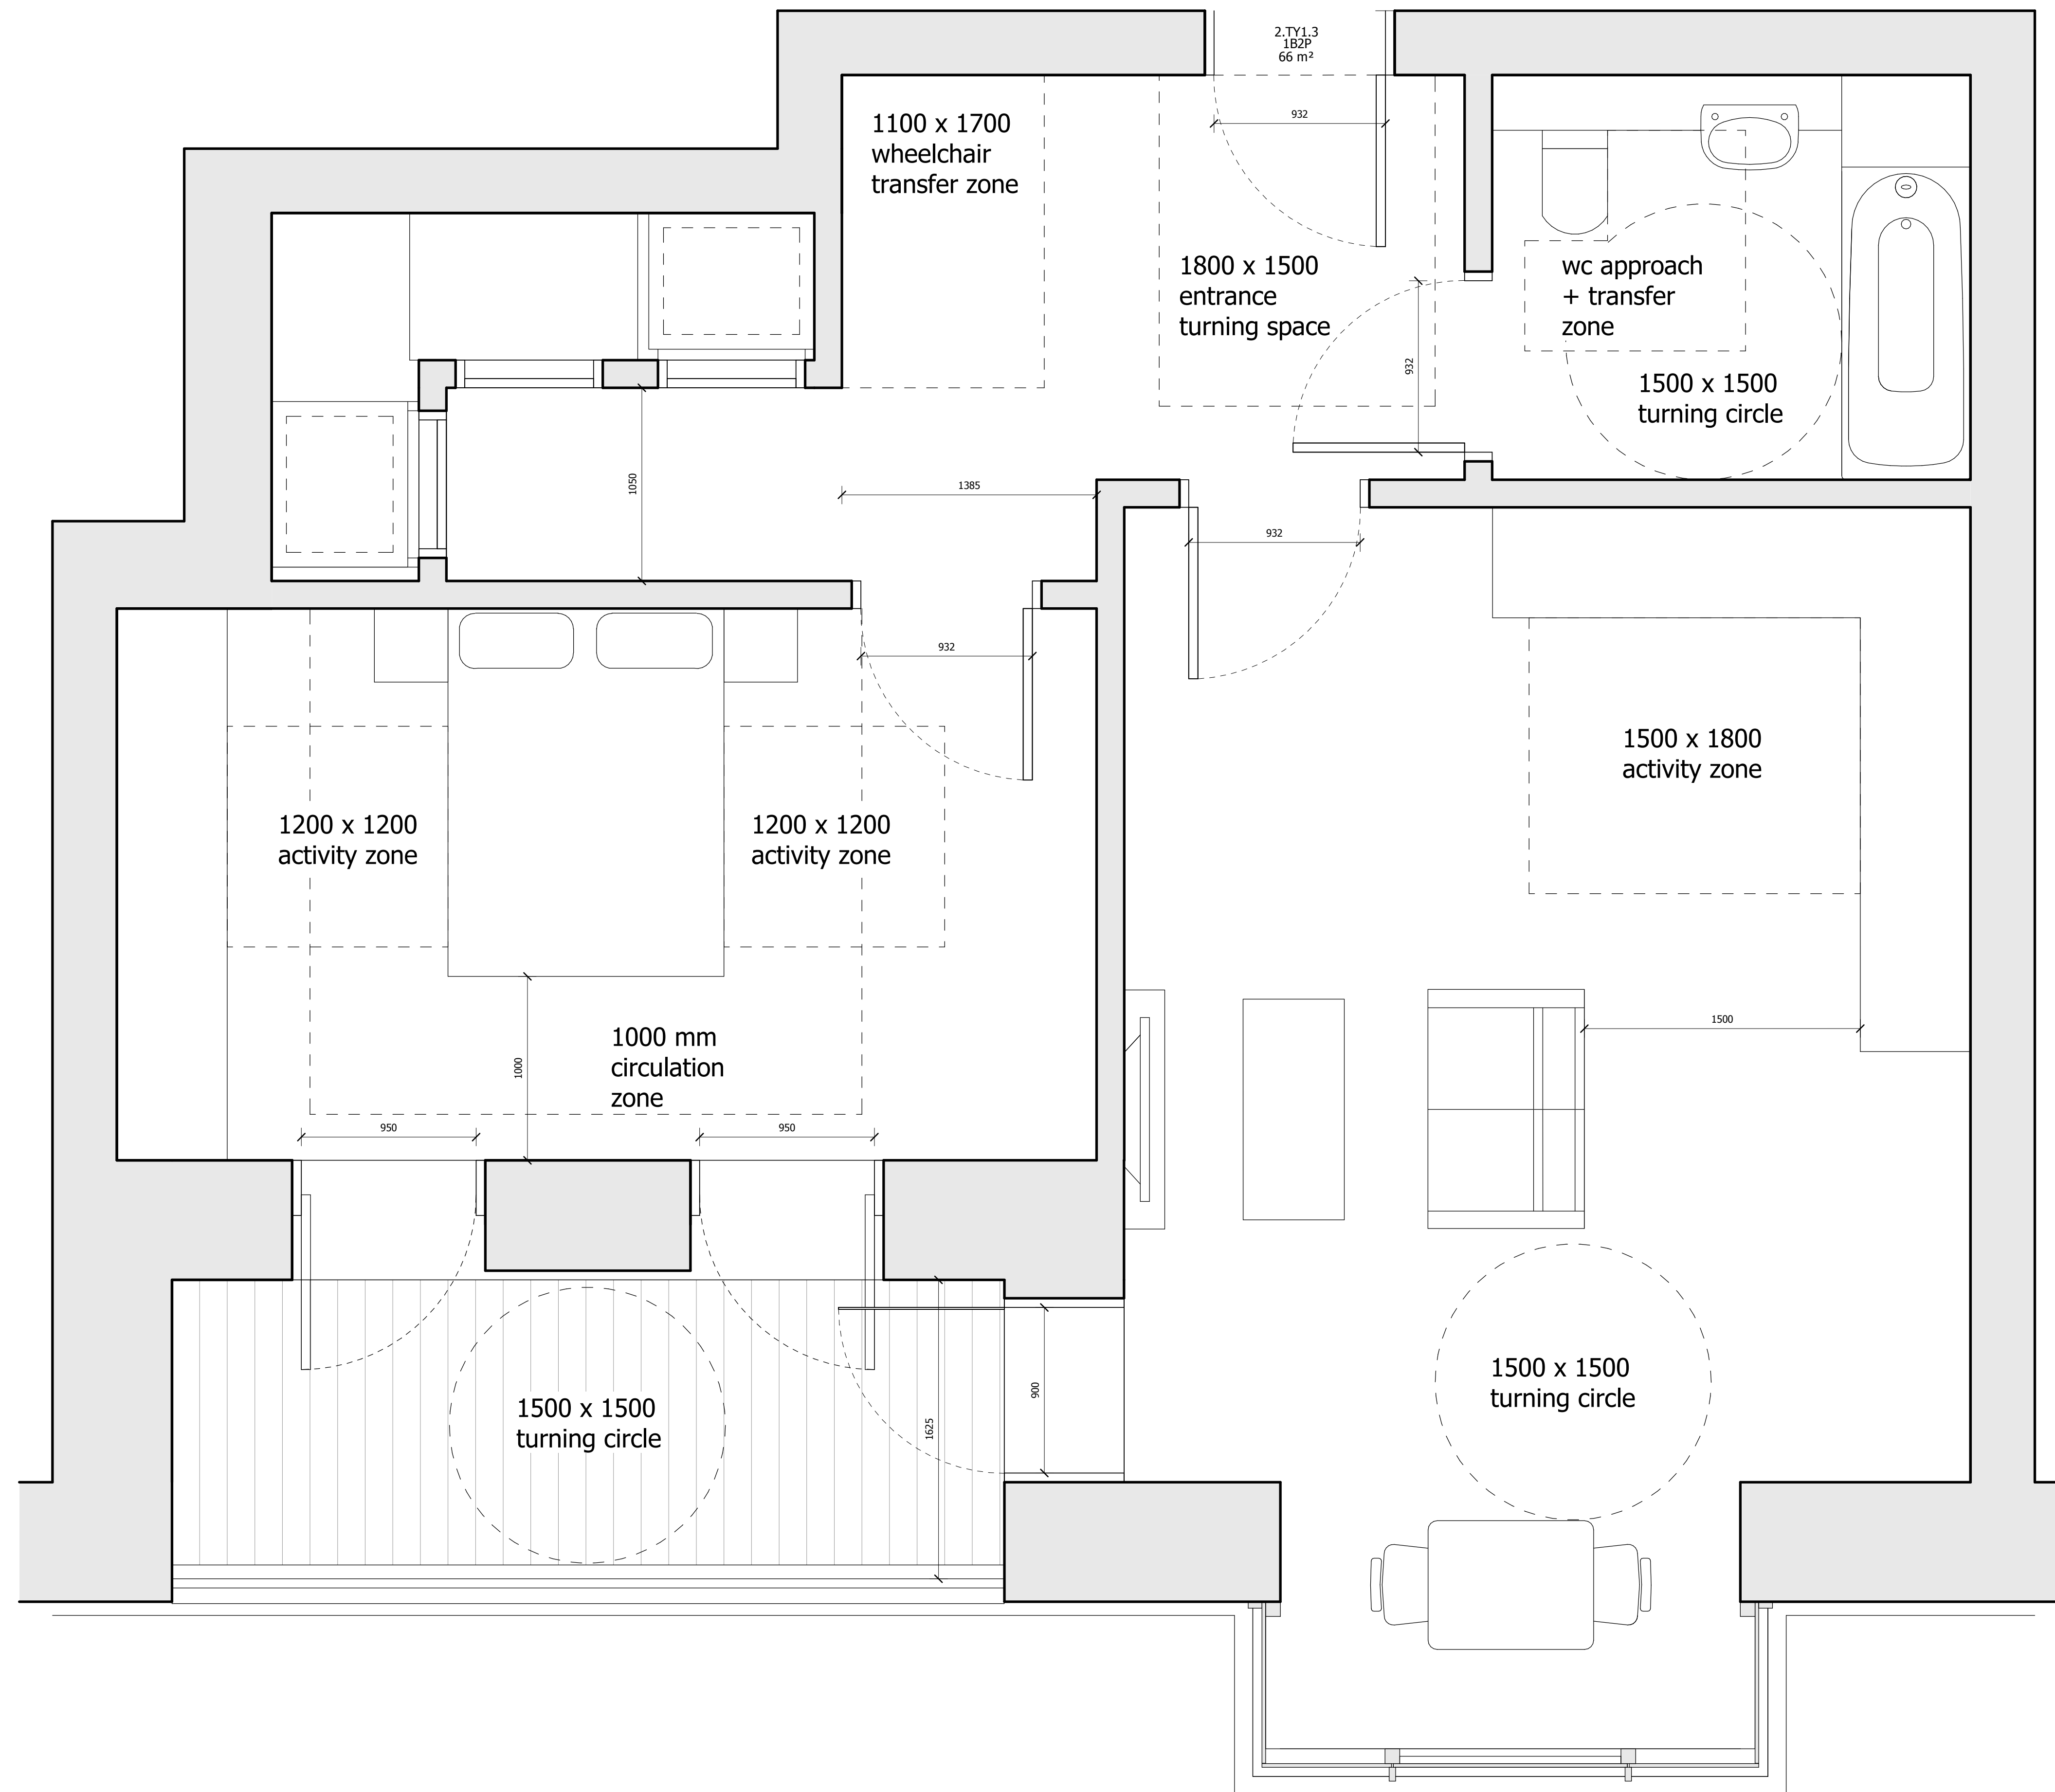 2.TY1.3
1B2P
66 m²
932
1100 x 1700
wheelchair
transfer zone
1800 x 1500
entrance
turning space
932
wc approach
+ transfer
zone
1500 x 1500
turning circle
1050
1385
932
932
1500 x 1800
activity zone
1200 x 1200
activity zone
1200 x 1200
activity zone
1000 mm
circulation
zone
1000
1500
950
950
1500 x 1500
turning circle
1625
900
1500 x 1500
turning circle